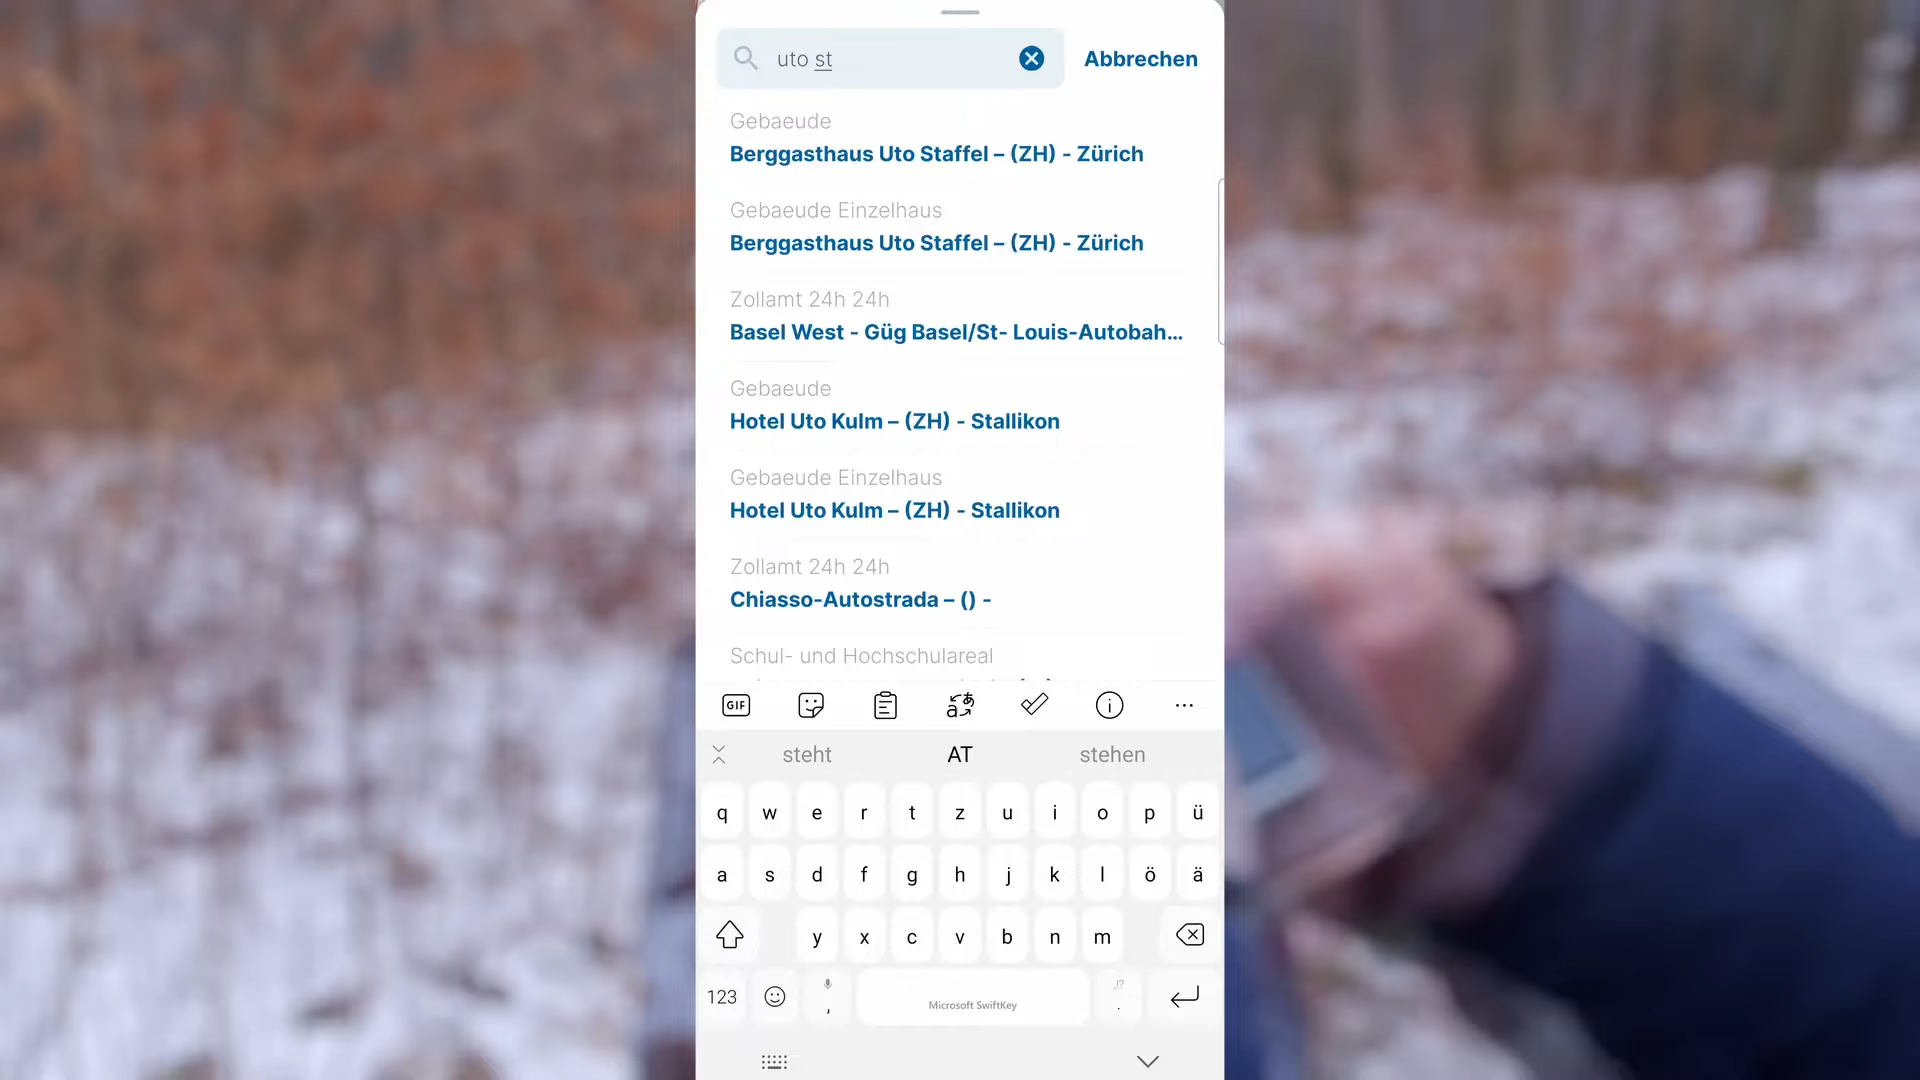 uto st
Abbrechen
Gebaeude
Berggasthaus Uto Staffel – (ZH) - Zürich
Gebaeude Einzelhaus
Berggasthaus Uto Staffel – (ZH) - Zürich
Zollamt 24h 24h
Basel West - Güg Basel/St- Louis-Autobah...
Gebaeude
Hotel Uto Kulm – (ZH) - Stallikon
Gebaeude Einzelhaus
Hotel Uto Kulm – (ZH) - Stallikon
Zollamt 24h 24h
Chiasso-Autostrada – () -
Schul- und Hochschulareal
GIF
steht AT stehen
q w e r t z u i o p ü
a s d f g h j k l ö ä
y x c v b n m
123 , Microsoft SwiftKey ,!? .